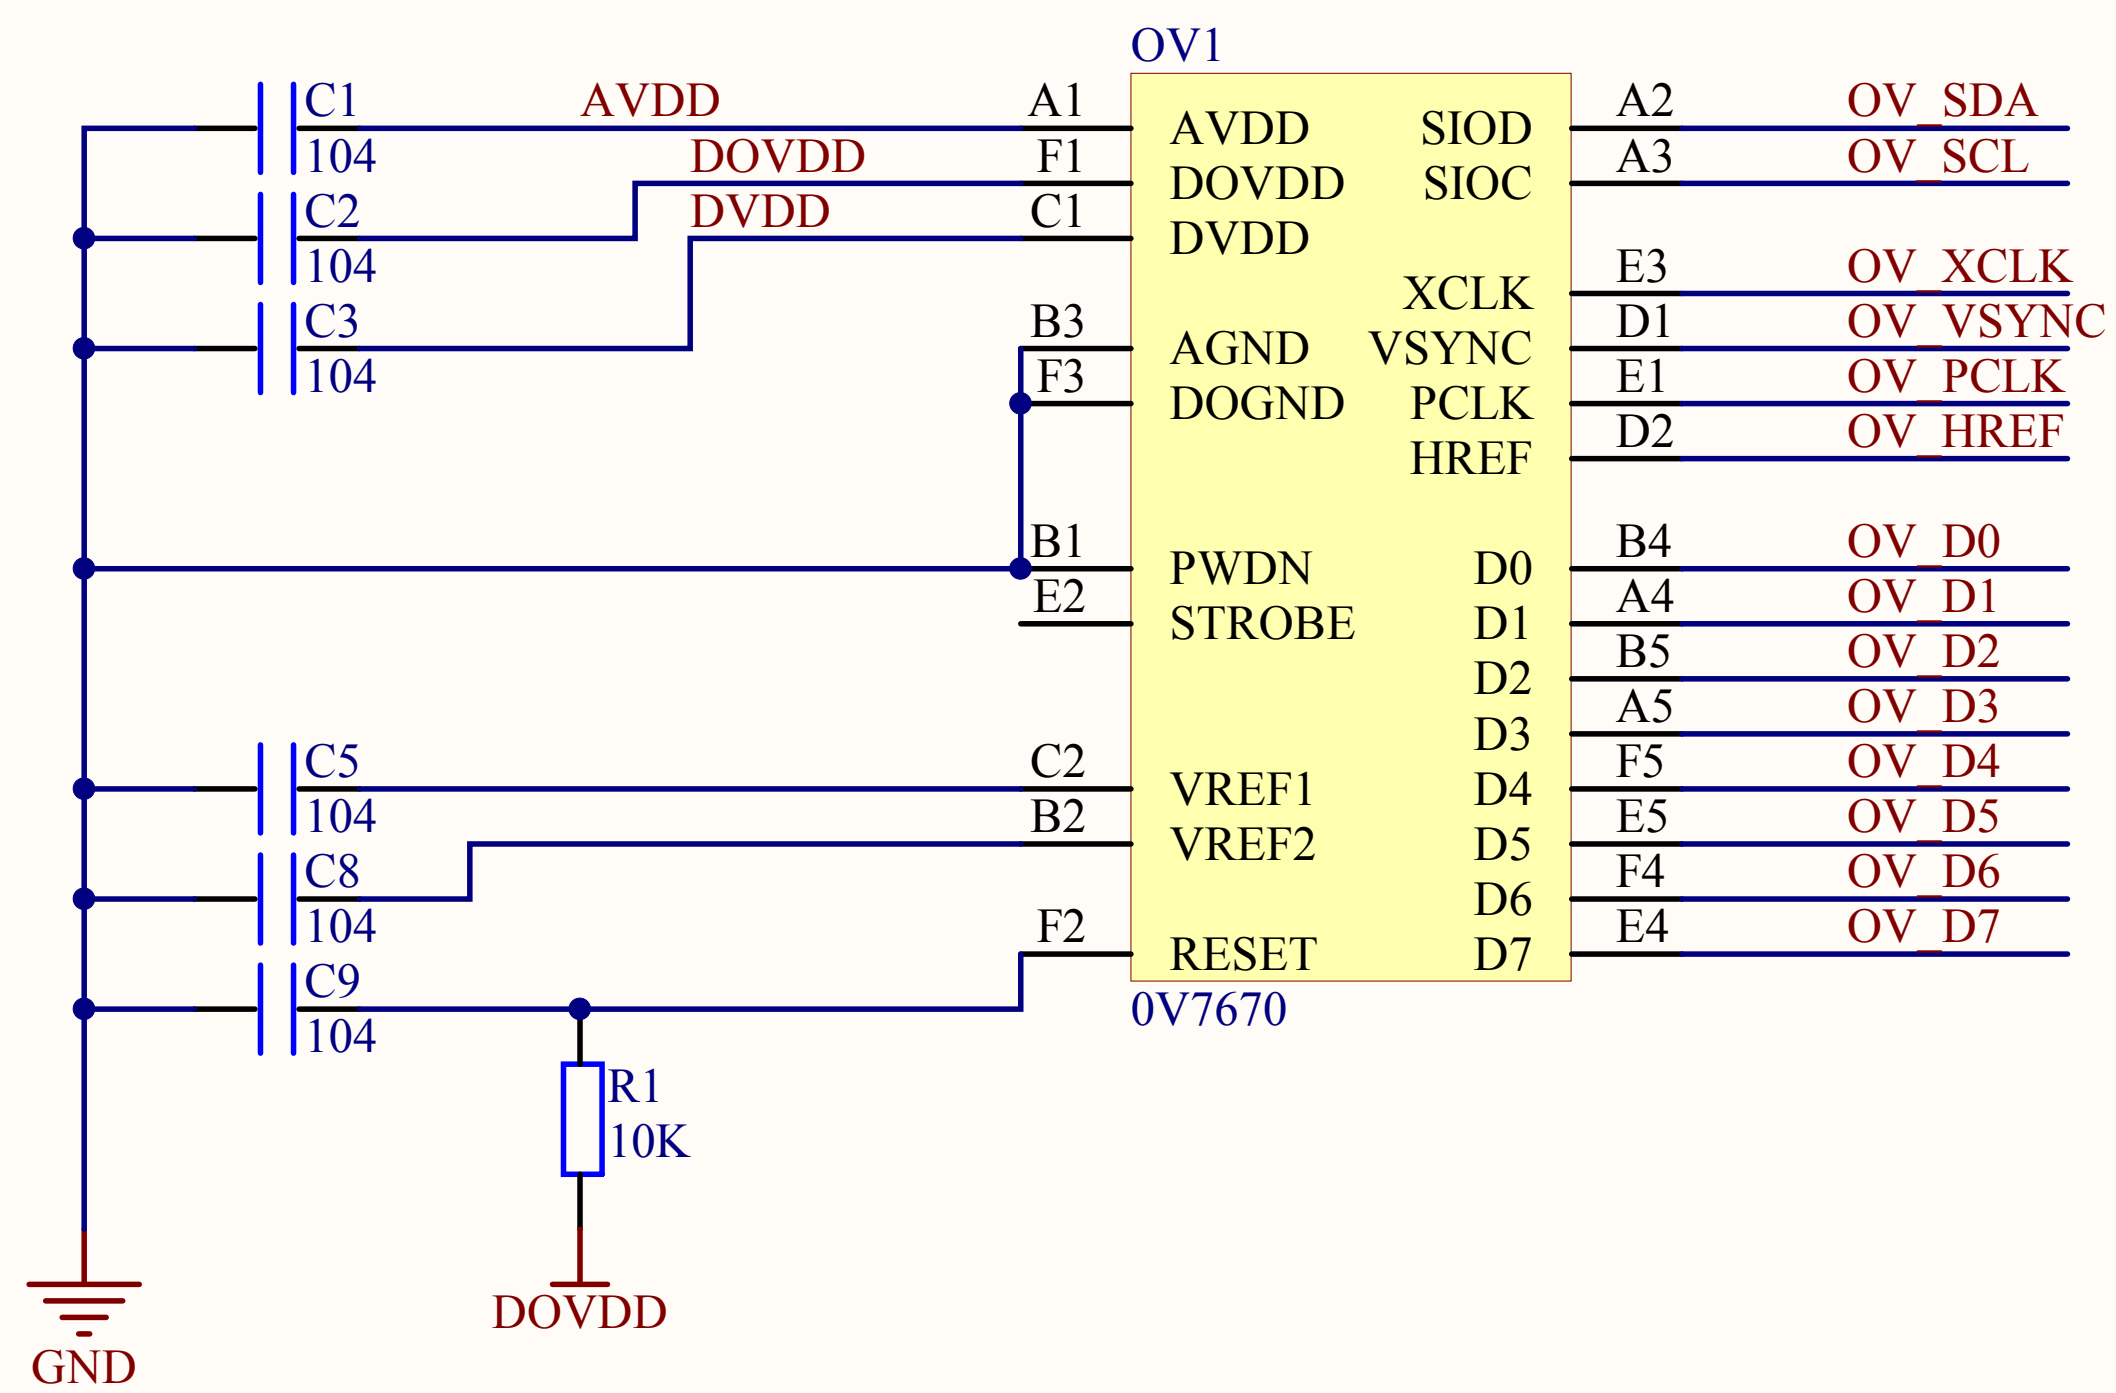 OV1
C1
104
AVDD
A1
AVDD
SIOD
A2
OV_SDA
DOVDD
F1
DOVDD
SIOC
A3
OV_SCL
C2
104
DVDD
C1
DVDD
XCLK
E3
OV_XCLK
C3
104
B3
AGND
VSYNC
D1
OV_VSYNC
F3
DOGND
PCLK
E1
OV_PCLK
HREF
D2
OV_HREF
B1
PWDN
D0
B4
OV_D0
E2
STROBE
D1
A4
OV_D1
D2
B5
OV_D2
D3
A5
OV_D3
C5
104
C2
VREF1
D4
F5
OV_D4
B2
VREF2
D5
E5
OV_D5
C8
104
D6
F4
OV_D6
F2
RESET
D7
E4
OV_D7
C9
104
0V7670
R1
10K
DOVDD
GND